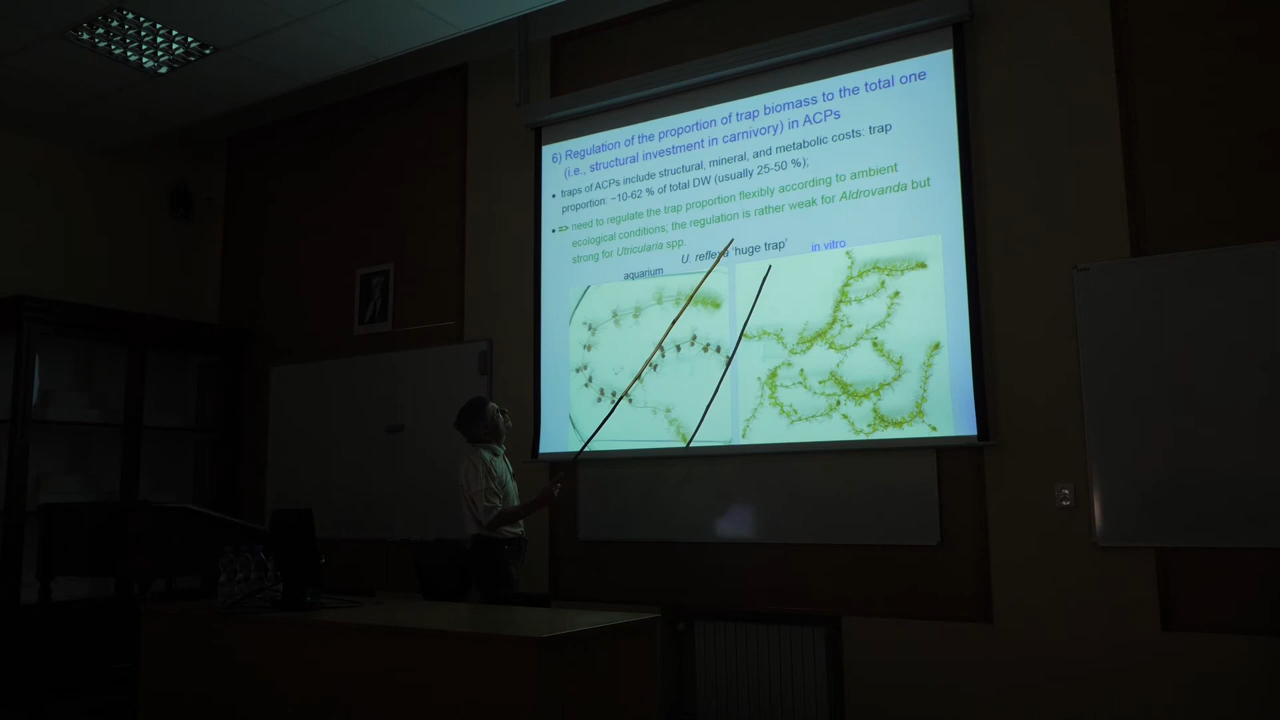 6) Regulation of the proportion of trap biomass to the total one
(i.e., structural investment in carnivory) in ACPs
• traps of ACPs include structural, mineral, and metabolic costs: trap
proportion: ~10-62 % of total DW (usually 25-50 %);
• => need to regulate the trap proportion flexibly according to ambient
ecological conditions; the regulation is rather weak for Aldrovanda but
strong for Utricularia spp.
U. reflexa 'huge trap'
aquarium
in vitro